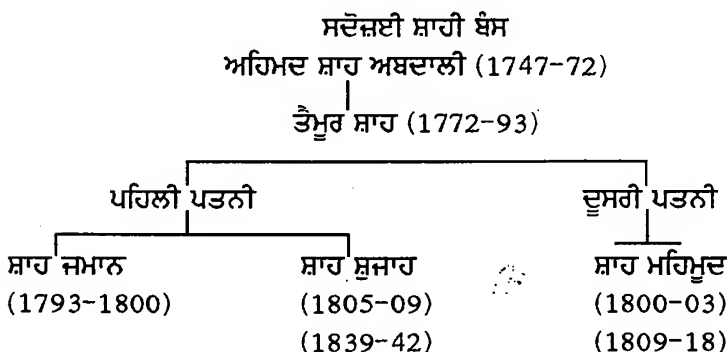 ਸਦੋਜ਼ਈ ਸ਼ਾਹੀ ਬੰਸ
ਅਹਿਮਦ ਸ਼ਾਹ ਅਬਦਾਲੀ (1747-72)
ਤੈਮੂਰ ਸ਼ਾਹ (1772-93)
ਪਹਿਲੀ ਪਤਨੀ ਦੂਸਰੀ ਪਤਨੀ
ਸ਼ਾਹ ਜਮਾਨ ਸ਼ਾਹ ਸ਼ੁਜਾਹ ਸ਼ਾਹ ਮਹਿਮੂਦ
(1793-1800) (1805-09) (1800-03)
(1839-42) (1809-18)